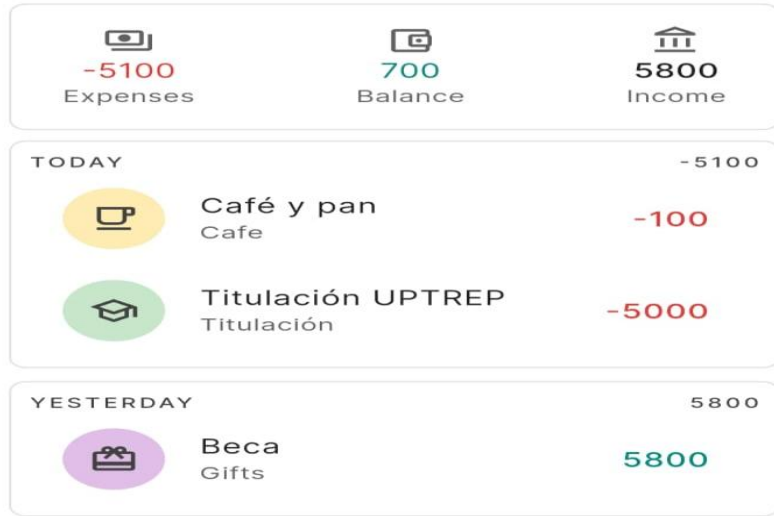 -5100 700 5800
Expenses Balance Income
TODAY -5100
Café y pan
Cafe
-100
Titulación UPTREP
Titulación
-5000
YESTERDAY 5800
Beca
Gifts
5800